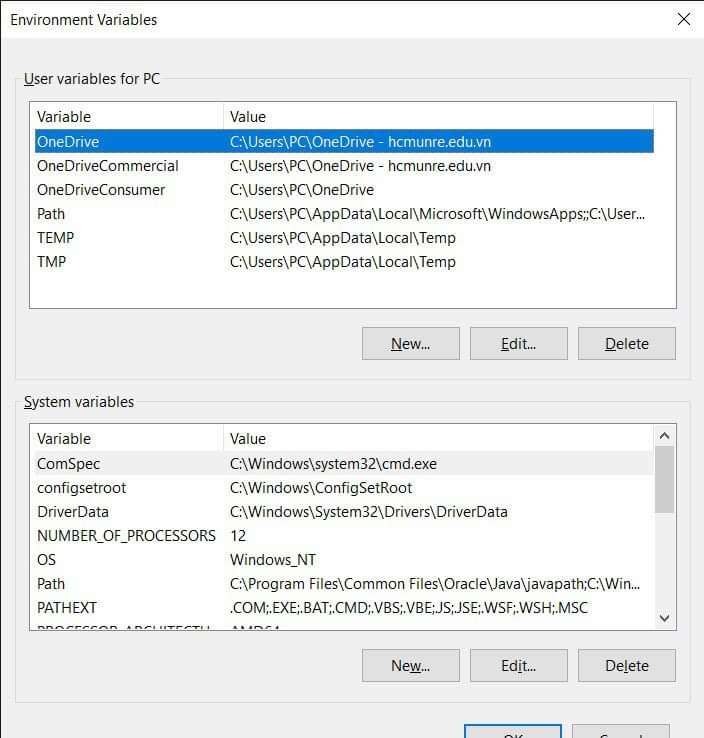 Environment Variables
User variables for PC
Variable Value
OneDrive C:\Users\PC\OneDrive - hcmunre.edu.vn
OneDriveCommercial C:\Users\PC\OneDrive - hcmunre.edu.vn
OneDriveConsumer C:\Users\PC\OneDrive
Path C:\Users\PC\AppData\Local\Microsoft\WindowsApps;;C:\User...
TEMP C:\Users\PC\AppData\Local\Temp
TMP C:\Users\PC\AppData\Local\Temp
New... Edit... Delete
System variables
Variable Value
ComSpec C:\Windows\system32\cmd.exe
configsetroot C:\Windows\ConfigSetRoot
DriverData C:\Windows\System32\Drivers\DriverData
NUMBER_OF_PROCESSORS 12
OS Windows_NT
Path C:\Program Files\Common Files\Oracle\Java\javapath;C:\Win...
PATHEXT .COM;.EXE;.BAT;.CMD;.VBS;.VBE;.JS;.JSE;.WSF;.WSH;.MSC
New... Edit... Delete